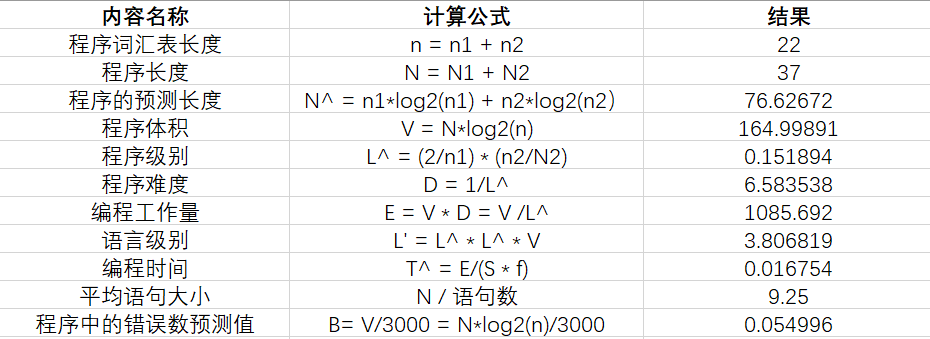 内容名称 计算公式 结果
程序词汇表长度 n = n1 + n2 22
程序长度 N = N1 + N2 37
程序的预测长度 N^ = n1*log2(n1) + n2*log2(n2） 76.62672
程序体积 V = N*log2(n) 164.99891
程序级别 L^ = (2/n1) * (n2/N2) 0.151894
程序难度 D = 1/L^ 6.583538
编程工作量 E = V * D = V /L^ 1085.692
语言级别 L' = L^ * L^ * V 3.806819
编程时间 T^ = E/(S * f) 0.016754
平均语句大小 N / 语句数 9.25
程序中的错误数预测值 B= V/3000 = N*log2(n)/3000 0.054996